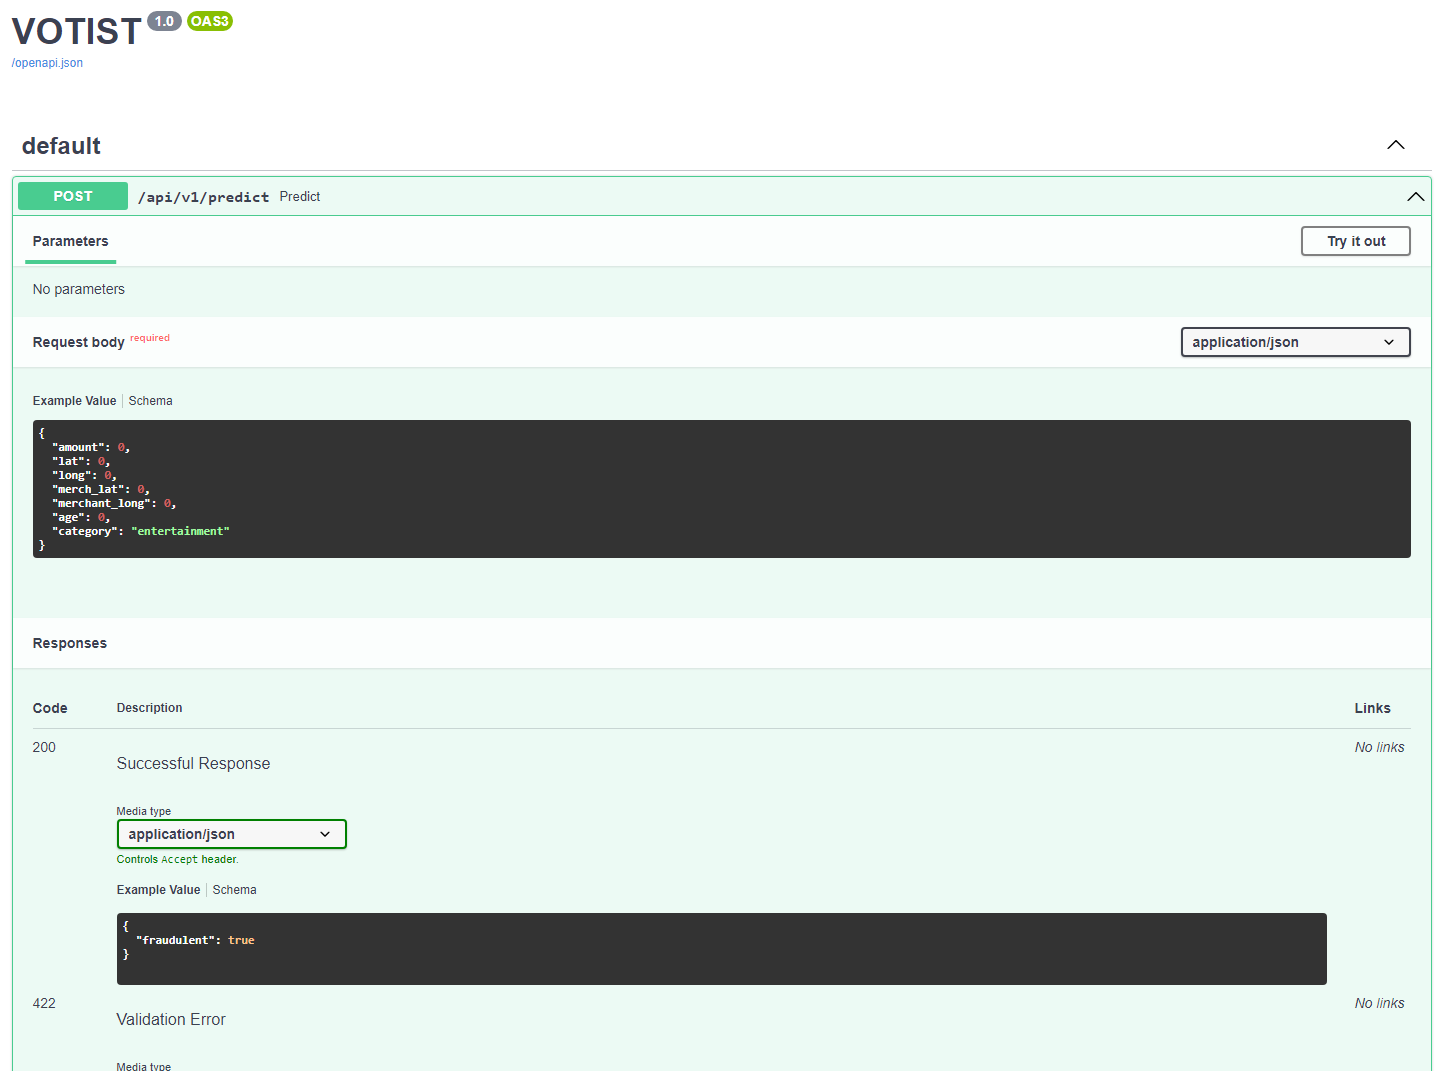 VOTIST 1.0 OAS3
/openapi.json
default
POST /api/v1/predict Predict
Parameters Try it out
No parameters
Request body required application/json
Example Value Schema
{
  "amount": 0,
  "lat": 0,
  "long": 0,
  "merch_lat": 0,
  "merchant_long": 0,
  "age": 0,
  "category": "entertainment"
}
Responses
Code Description Links
200 No links
Successful Response
Media type
application/json
Controls Accept header.
Example Value Schema
{
  "fraudulent": true
}
422 No links
Validation Error
Media type